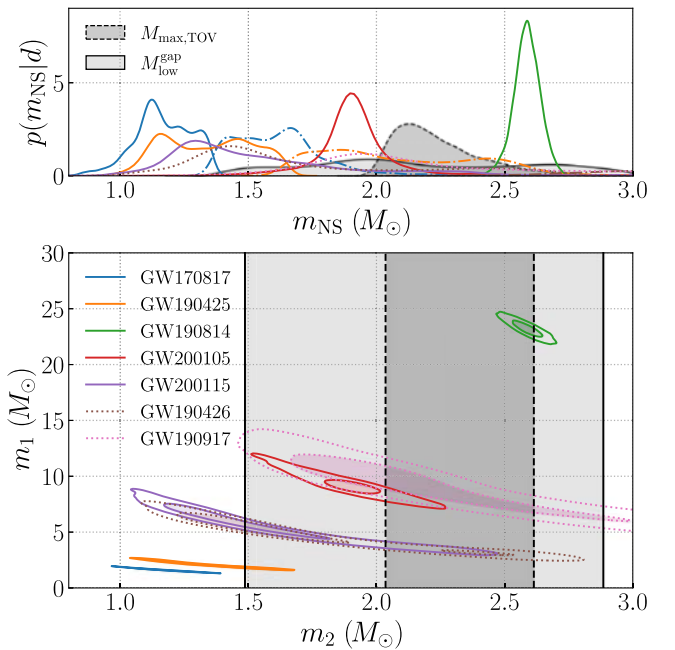 p(m_NS|d)
5
0
M_max,TOV
M_low^gap
1.0 1.5 2.0 2.5 3.0
m_NS (M_⊙)
m_1 (M_⊙)
30
25
20
15
10
5
0
GW170817
GW190425
GW190814
GW200105
GW200115
GW190426
GW190917
1.0 1.5 2.0 2.5 3.0
m_2 (M_⊙)